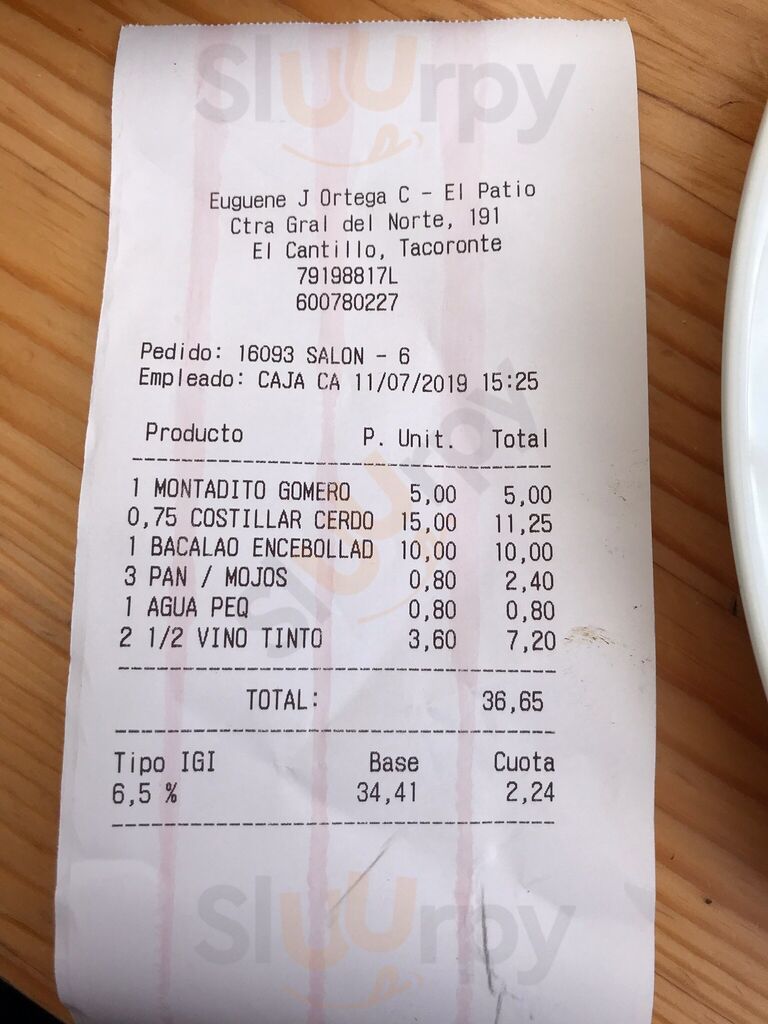 Sluurpy
Euguene J Ortega C - El Patio
Ctra Gral del Norte, 191
El Cantillo, Tacoronte
79198817L
600780227
Pedido: 16093 SALON - 6
Empleado: CAJA CA 11/07/2019 15:25
Producto P. Unit. Total
1 MONTADITO GOMERO 5,00 5,00
0,75 COSTILLAR CERDO 15,00 11,25
1 BACALAO ENCEBOLLAD 10,00 10,00
3 PAN / MOJOS 0,80 2,40
1 AGUA PEQ 0,80 0,80
2 1/2 VINO TINTO 3,60 7,20
Sluurpy
TOTAL: 36,65
Tipo IGI Base Cuota
6,5 % 34,41 2,24
Sluurpy